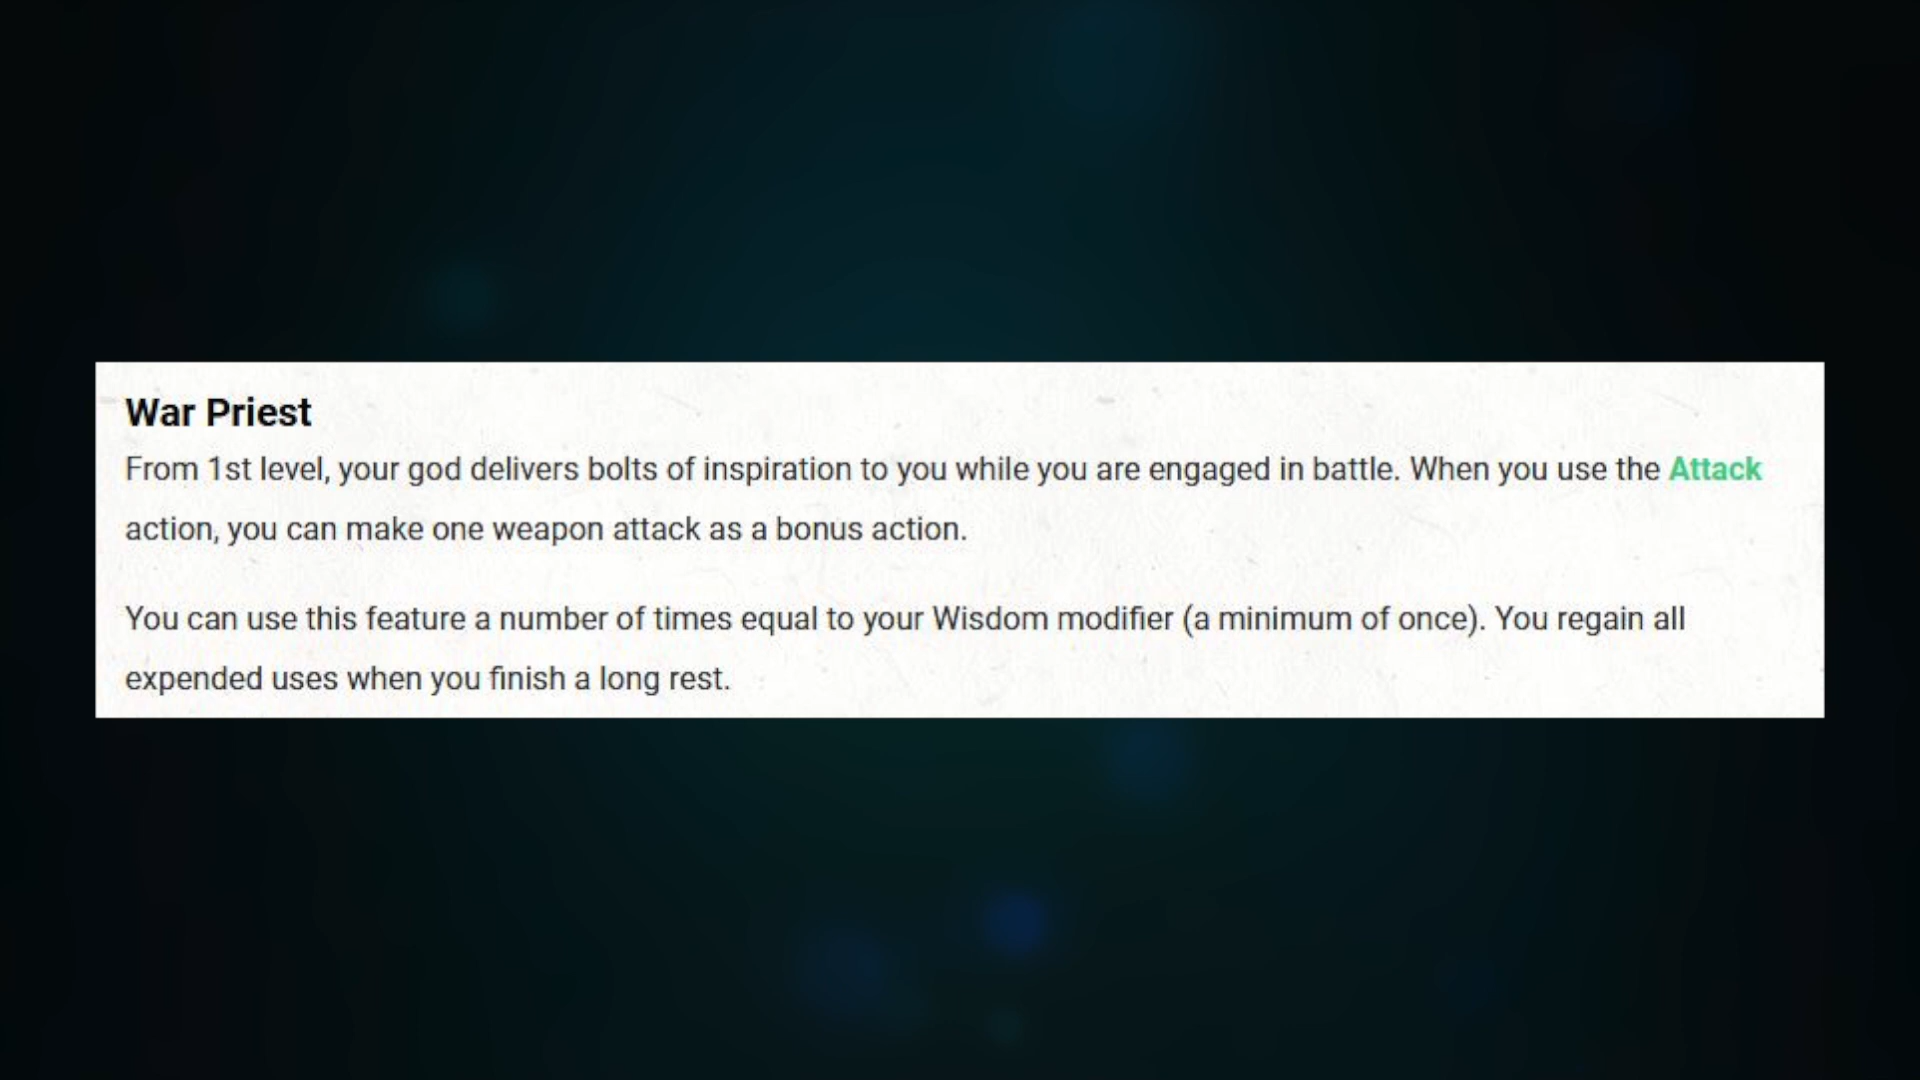 War Priest
From 1st level, your god delivers bolts of inspiration to you while you are engaged in battle. When you use the Attack
action, you can make one weapon attack as a bonus action.
You can use this feature a number of times equal to your Wisdom modifier (a minimum of once). You regain all
expended uses when you finish a long rest.